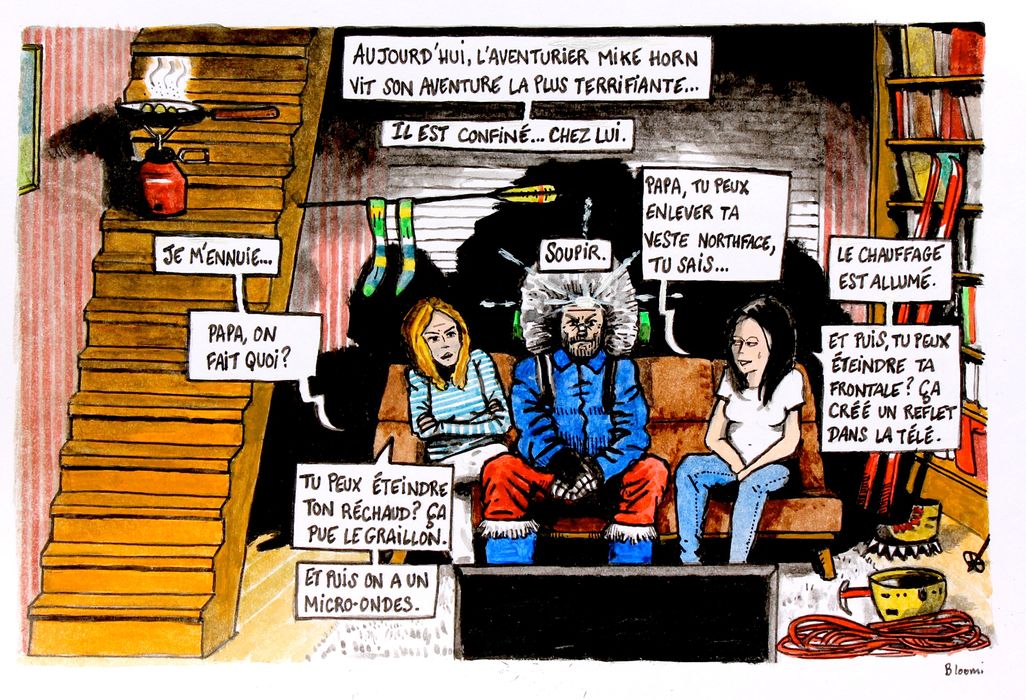 AUJOURD'HUI, L'AVENTURIER MIKE HORN
VIT SON AVENTURE LA PLUS TERRIFIANTE...
IL EST CONFINÉ... CHEZ LUI.
JE M'ENNUIE...
PAPA, ON
FAIT QUOI?
TU PEUX ÉTEINDRE
TON RÉCHAUD? ÇA
PUE LE GRAILLON.
ET PUIS ON A UN
MICRO-ONDES.
SOUPIR.
PAPA, TU PEUX
ENLEVER TA
VESTE NORTHFACE,
TU SAIS...
LE CHAUFFAGE
EST ALLUMÉ.
ET PUIS, TU PEUX
ÉTEINDRE TA
FRONTALE? ÇA
CRÉÉ UN REFLET
DANS LA TÉLÉ.
Bloomi